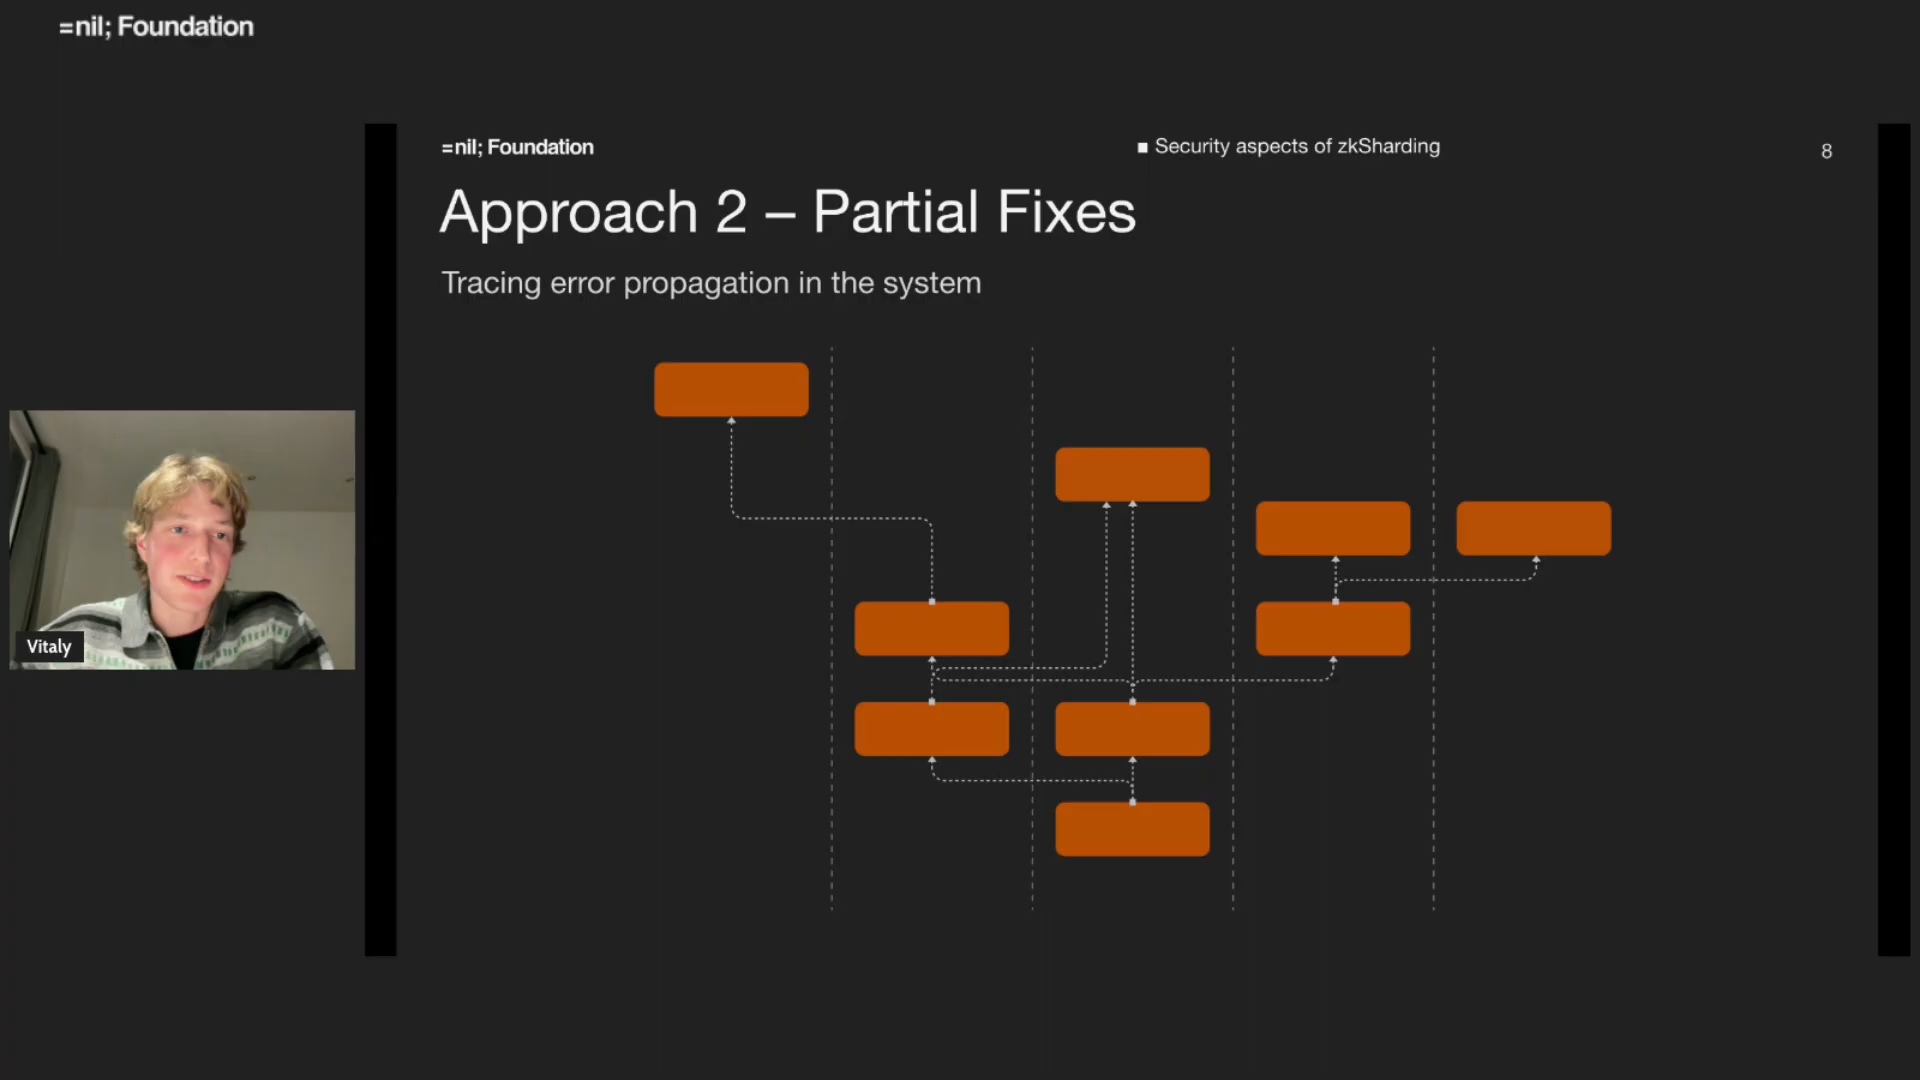 =nil; Foundation
=nil; Foundation
■ Security aspects of zkSharding
8
Approach 2 – Partial Fixes
Tracing error propagation in the system
Vitaly